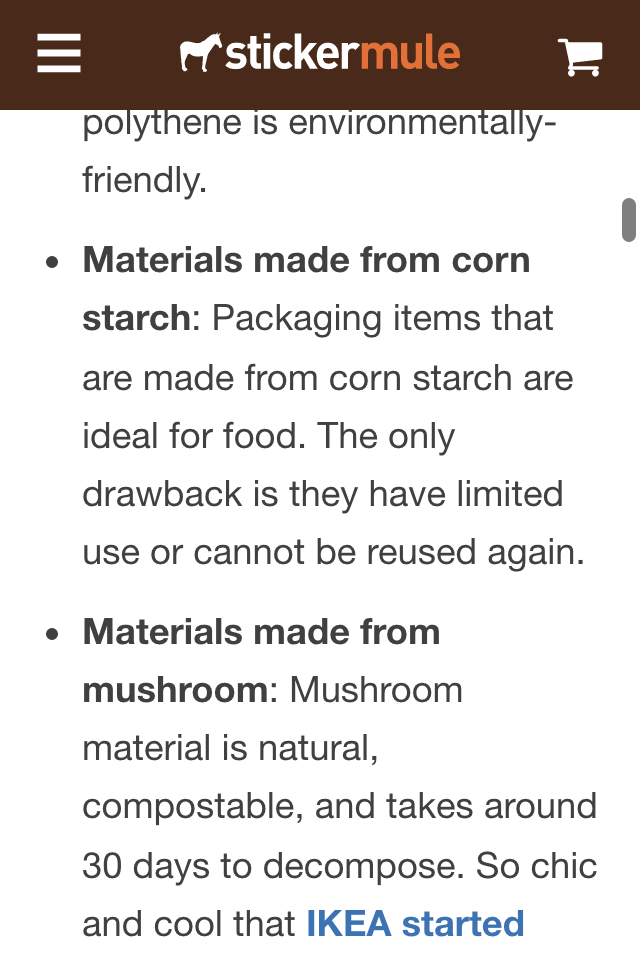 stickermule
polythene is environmentally-
friendly.
• Materials made from corn
starch: Packaging items that
are made from corn starch are
ideal for food. The only
drawback is they have limited
use or cannot be reused again.
• Materials made from
mushroom: Mushroom
material is natural,
compostable, and takes around
30 days to decompose. So chic
and cool that IKEA started